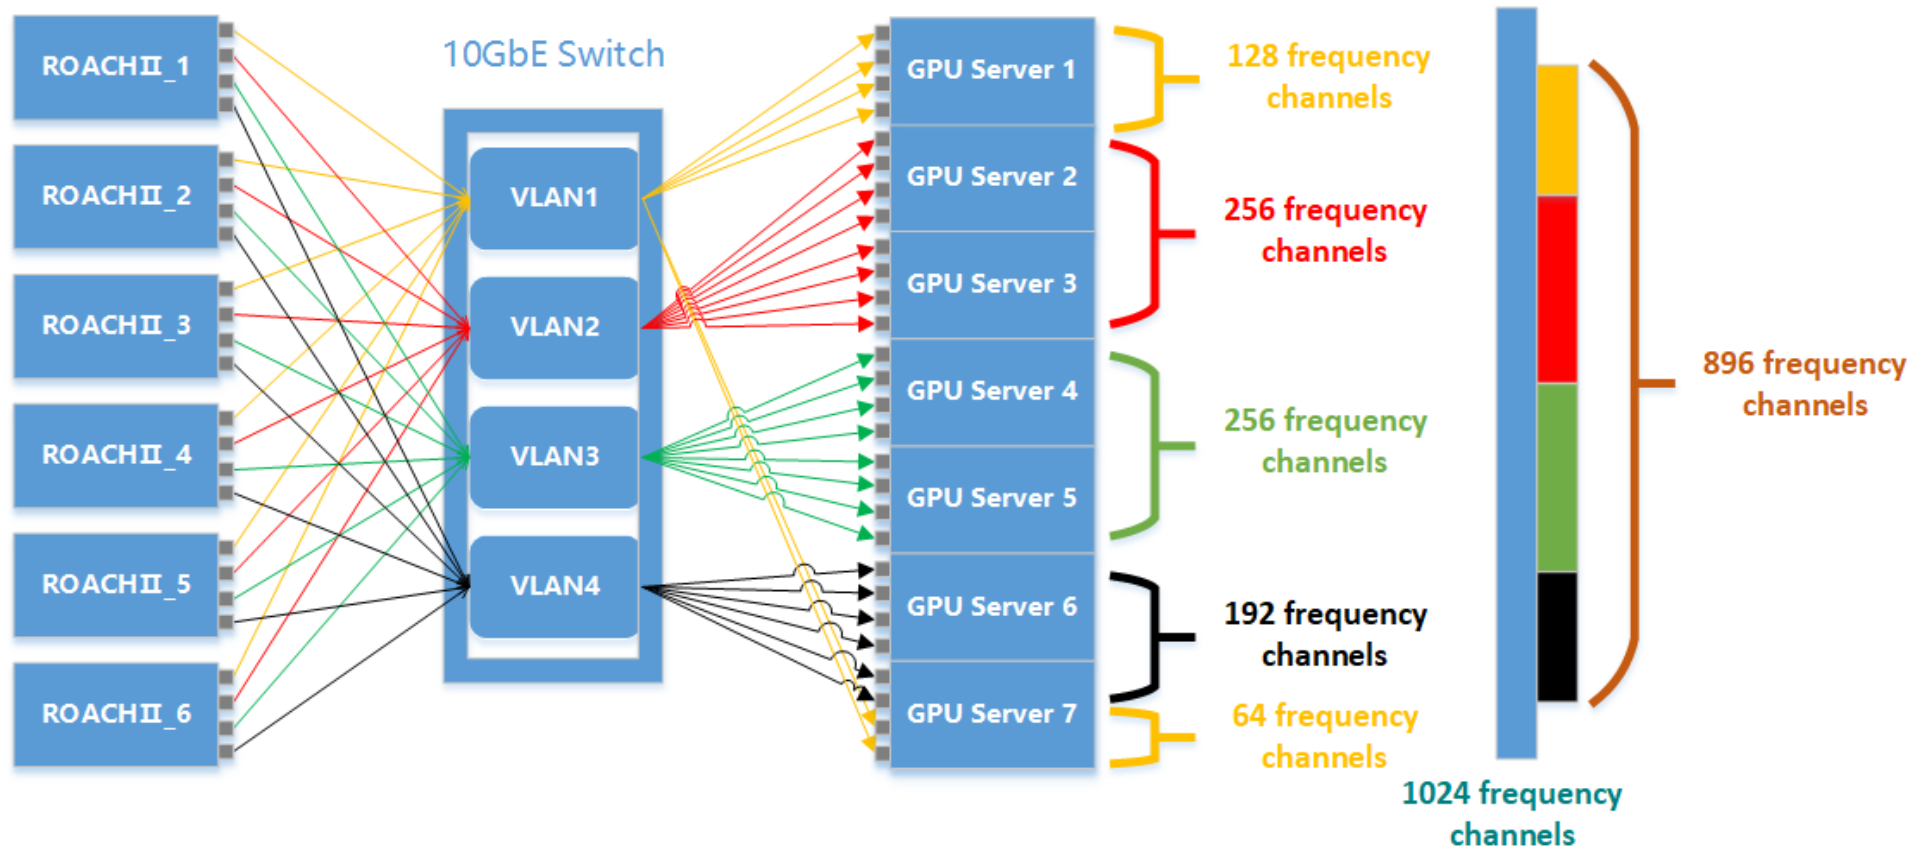 ROACHII_1
ROACHII_2
ROACHII_3
ROACHII_4
ROACHII_5
ROACHII_6
10GbE Switch
VLAN1
VLAN2
VLAN3
VLAN4
GPU Server 1
GPU Server 2
GPU Server 3
GPU Server 4
GPU Server 5
GPU Server 6
GPU Server 7
128 frequency
channels
256 frequency
channels
256 frequency
channels
192 frequency
channels
64 frequency
channels
1024 frequency
channels
896 frequency
channels